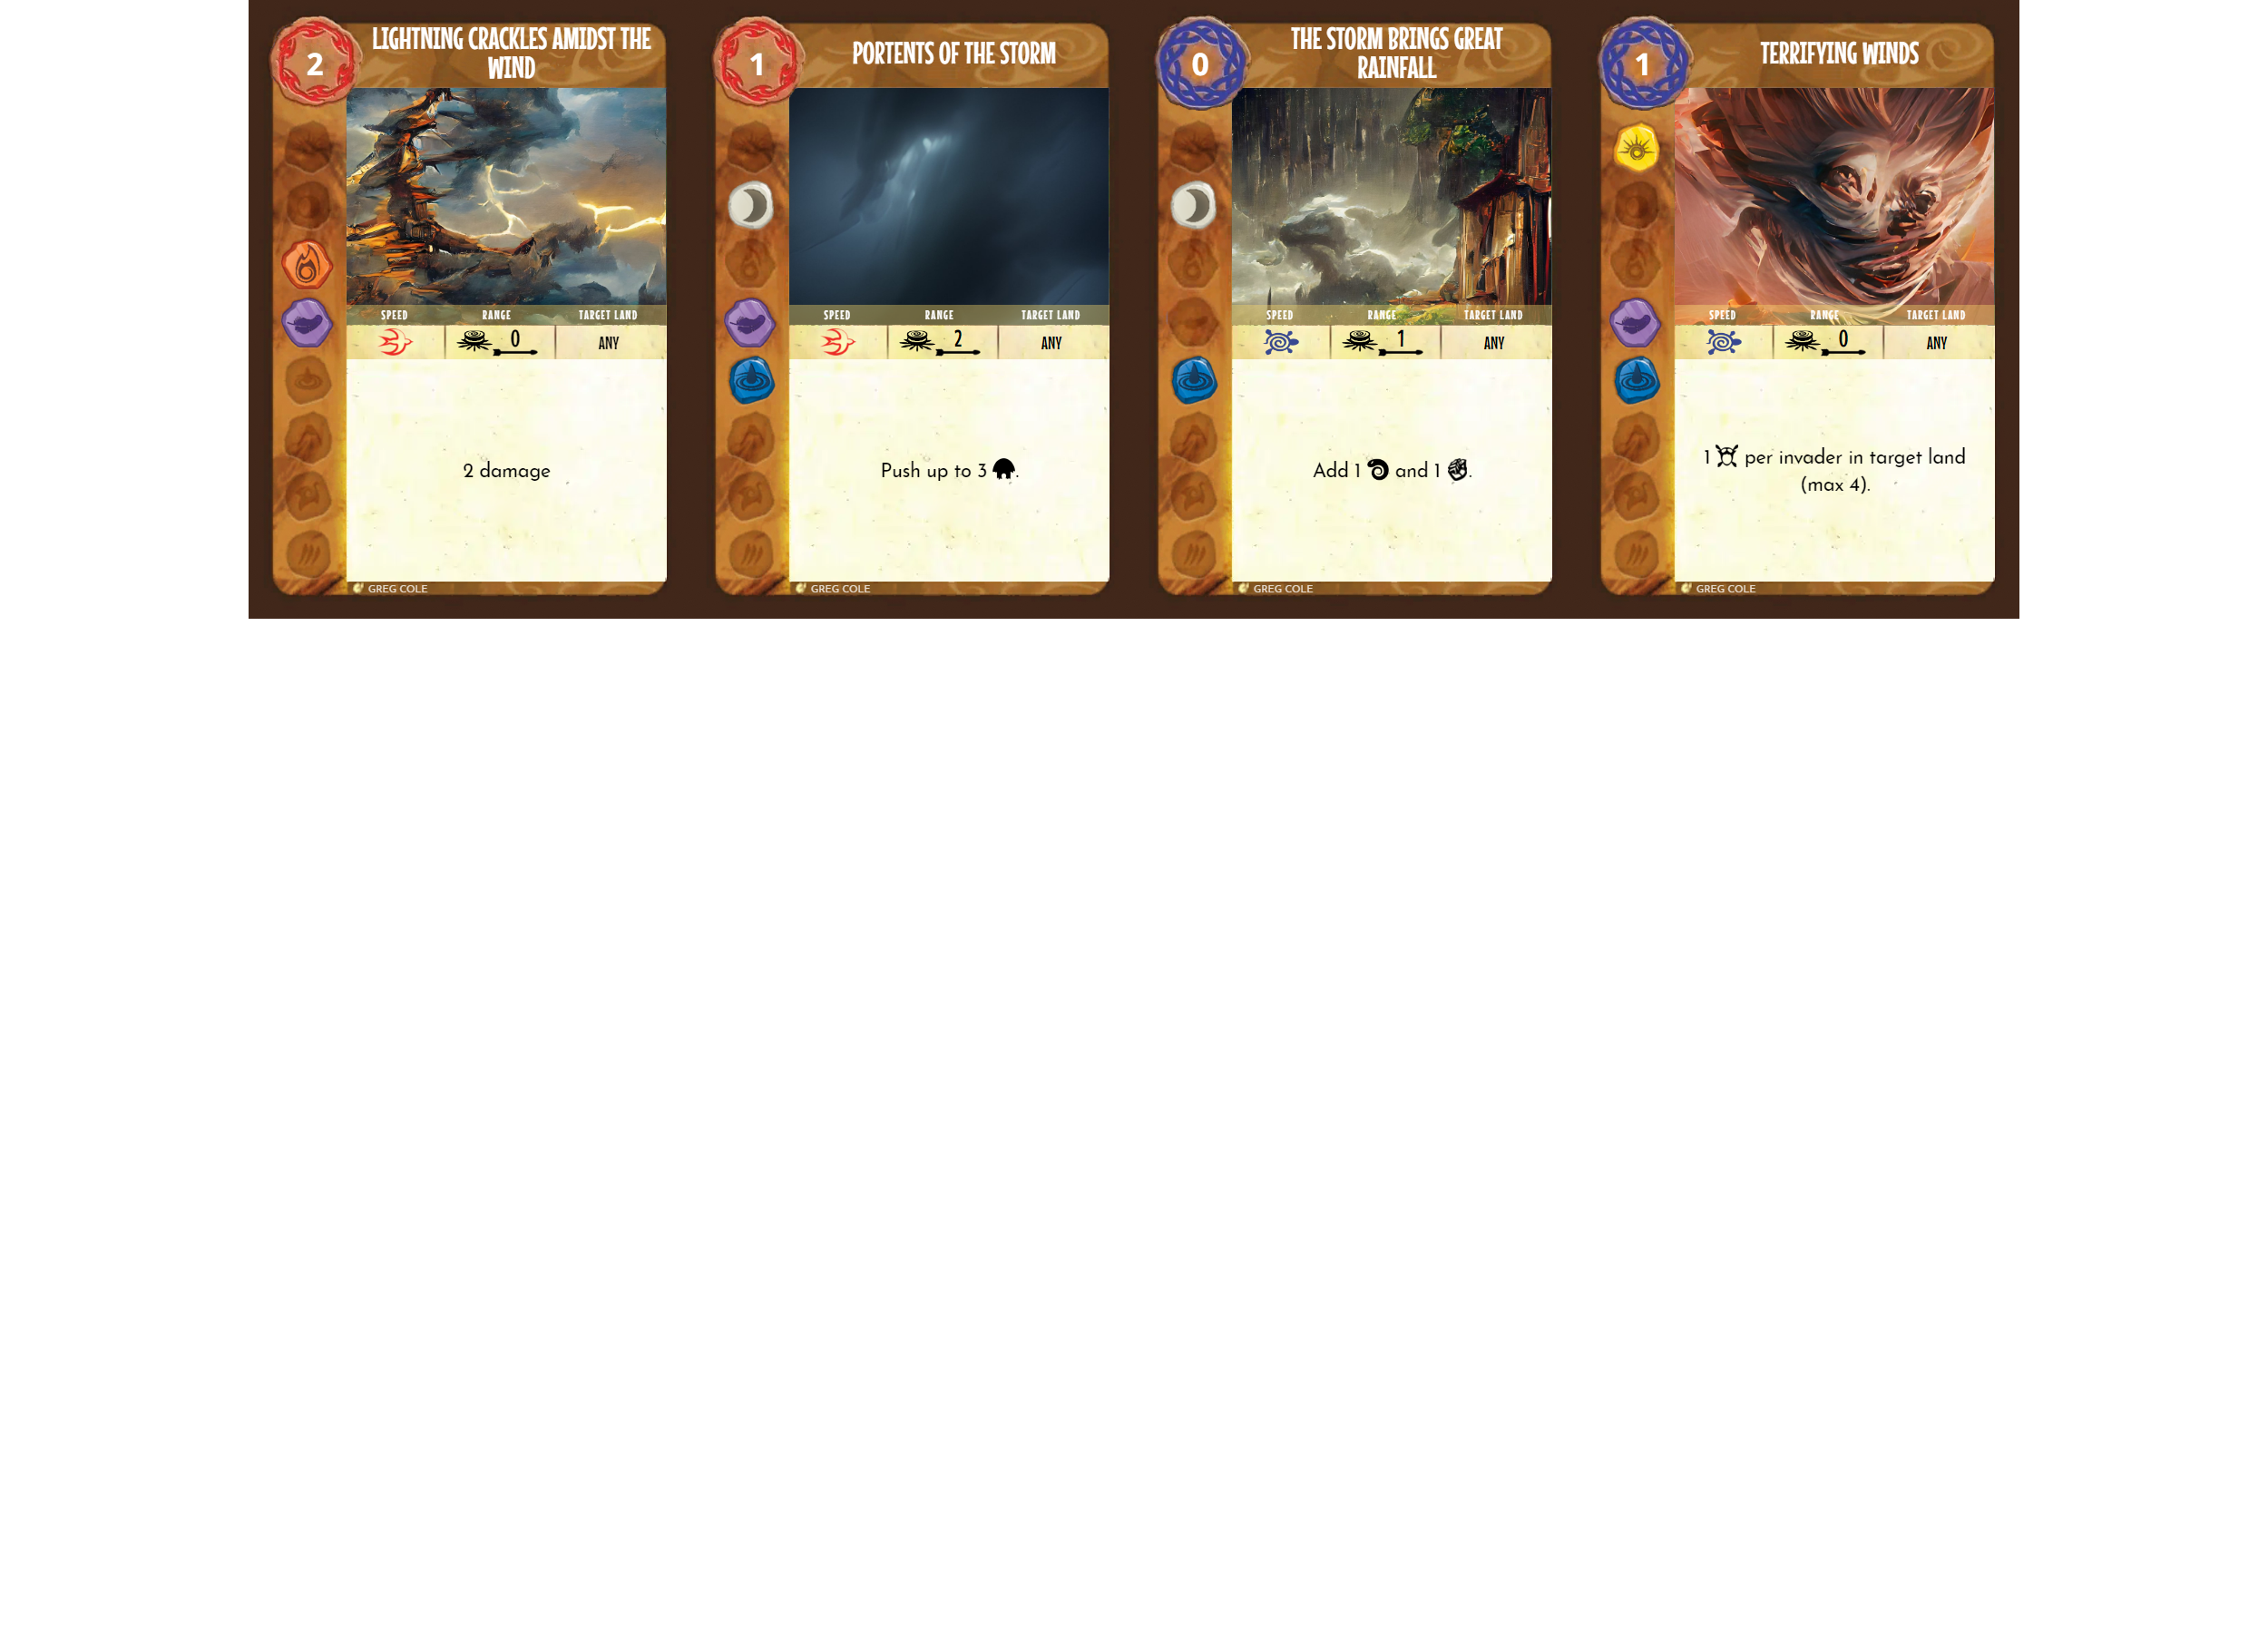 2
LIGHTNING CRACKLES AMIDST THE
WIND
SPEED RANGE TARGET LAND
0 ANY
2 damage
GREG COLE
1
PORTENTS OF THE STORM
SPEED RANGE TARGET LAND
2 ANY
Push up to 3 .
GREG COLE
0
THE STORM BRINGS GREAT
RAINFALL
SPEED RANGE TARGET LAND
1 ANY
Add 1 and 1 .
GREG COLE
1
TERRIFYING WINDS
SPEED RANGE TARGET LAND
0 ANY
1 per invader in target land
(max 4).
GREG COLE